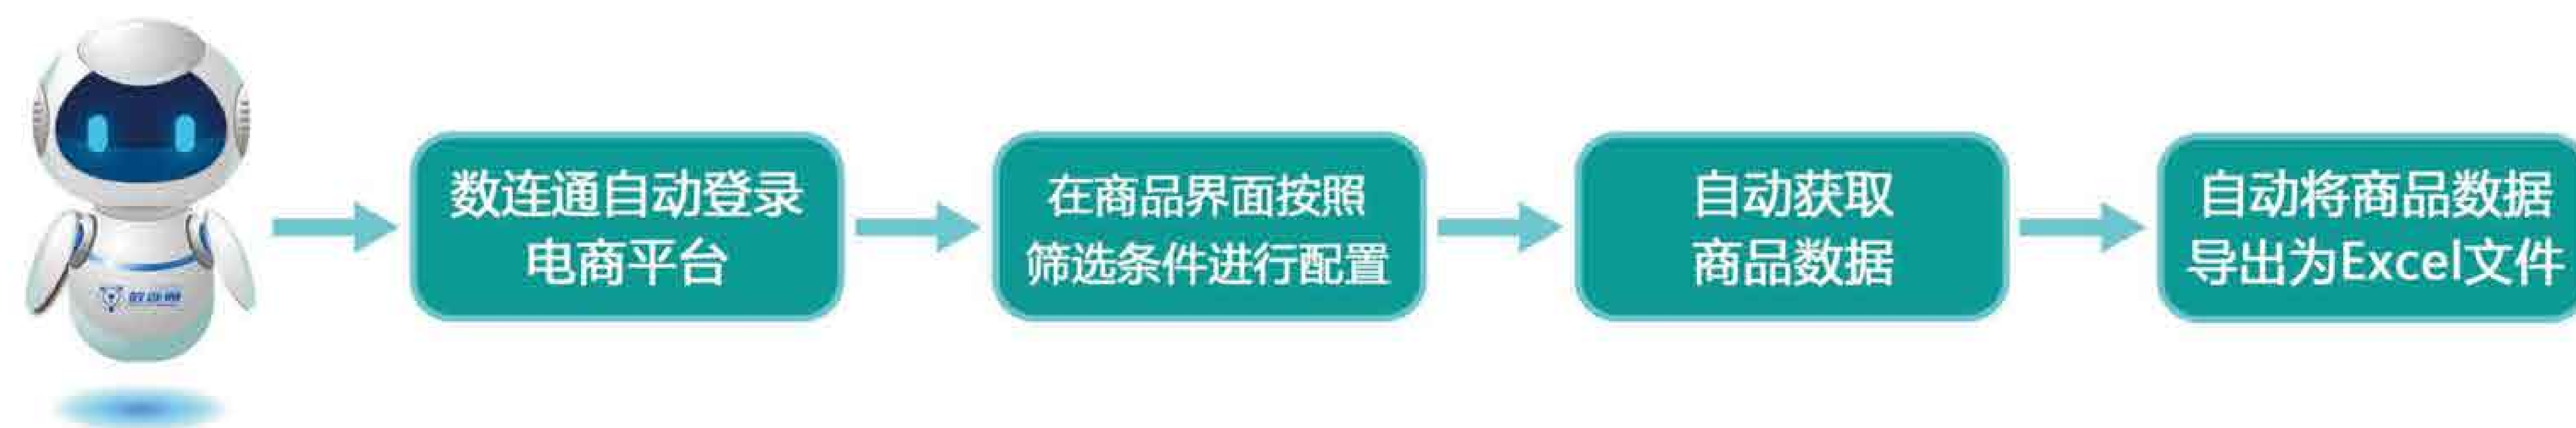 数连通自动登录
电商平台
在商品界面按照
筛选条件进行配置
自动获取
商品数据
自动将商品数据
导出为Excel文件